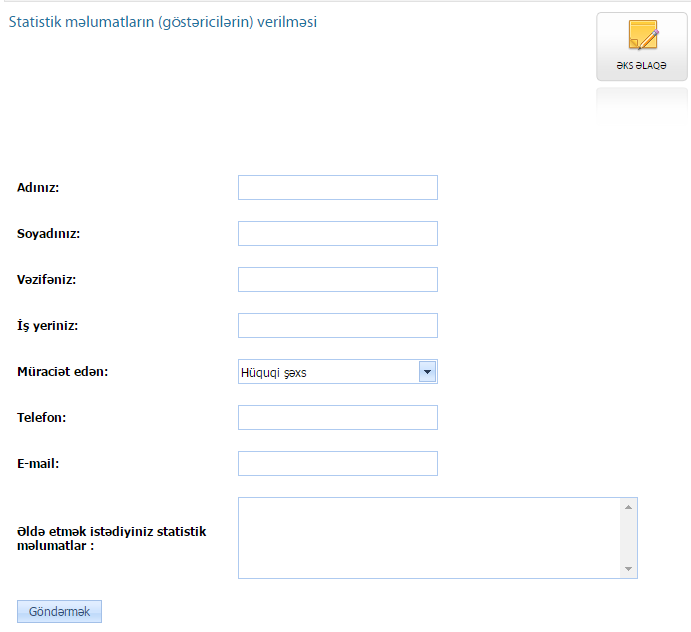 Statistik məlumatların (göstəricilərin) verilməsi
ƏKS ƏLAQƏ
Adınız:
Soyadınız:
Vəzifəniz:
İş yeriniz:
Müraciət edən:
Hüquqi şəxs
Telefon:
E-mail:
Əldə etmək istədiyiniz statistik
məlumatlar :
Göndərmək